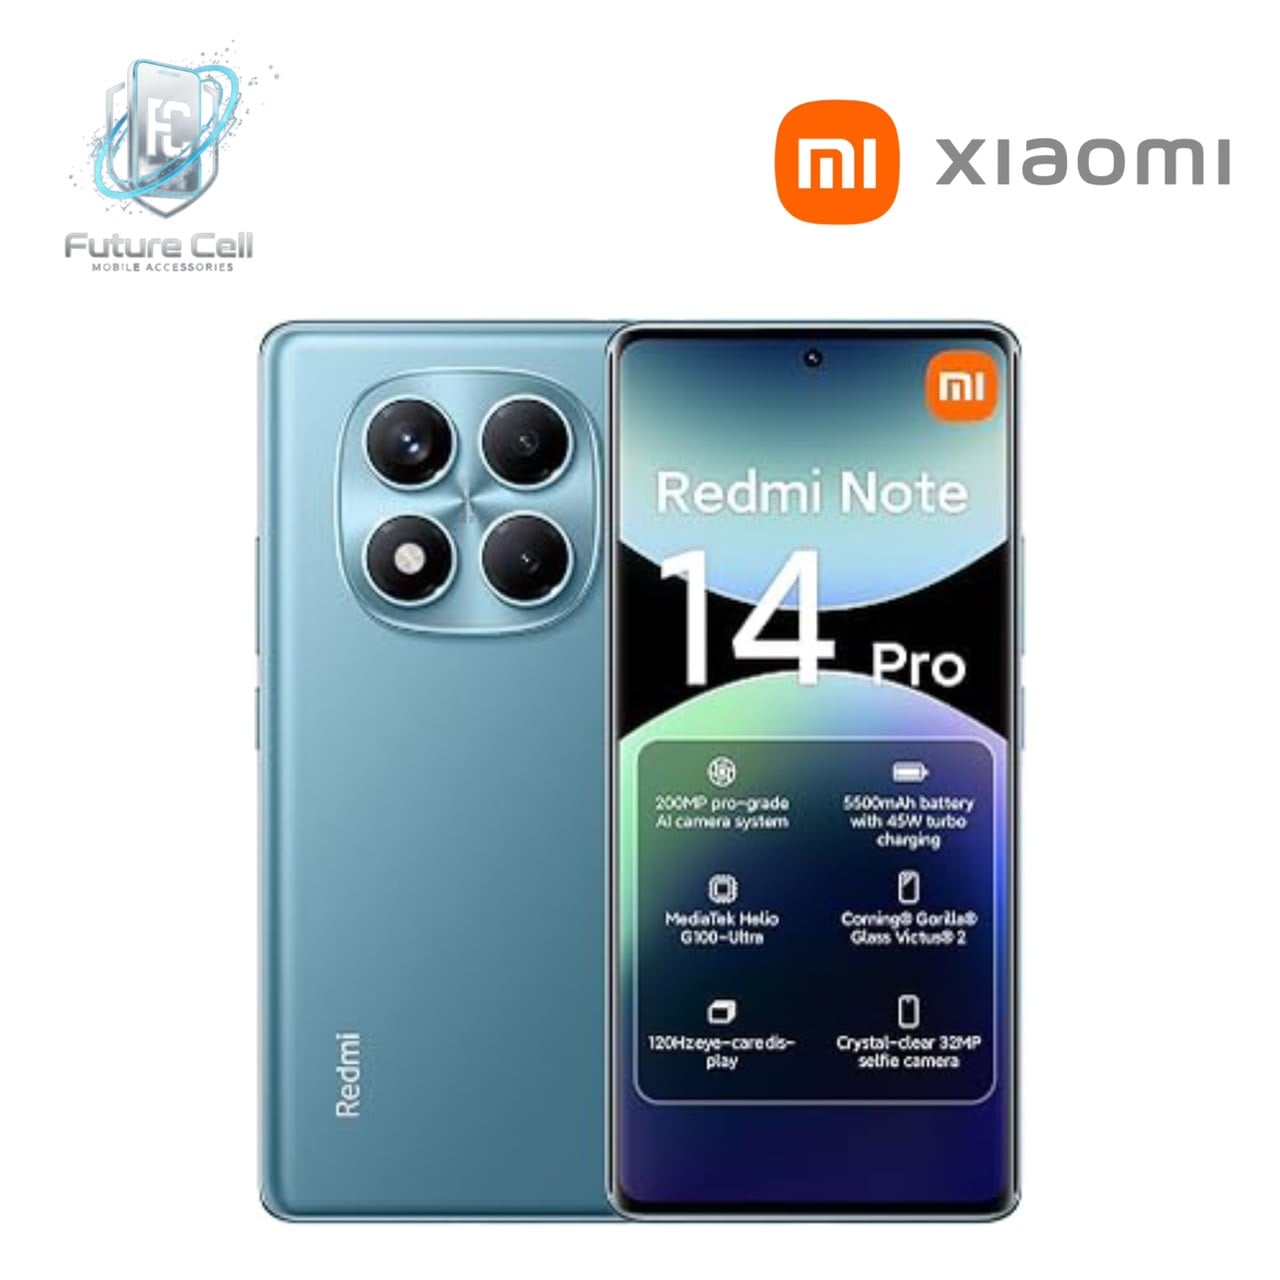 FC
Future Cell
MOBILE ACCESSORIES
mi xiaomi
mi
Redmi Note
14 Pro
200MP pro-grade
AI camera system
5500mAh battery
with 45W turbo
charging
MediaTek Helio
G100-Ultra
Corning® Gorilla®
Glass Victus® 2
120Hzeye-care dis-
play
Crystal-clear 32MP
selfie camera
Redmi